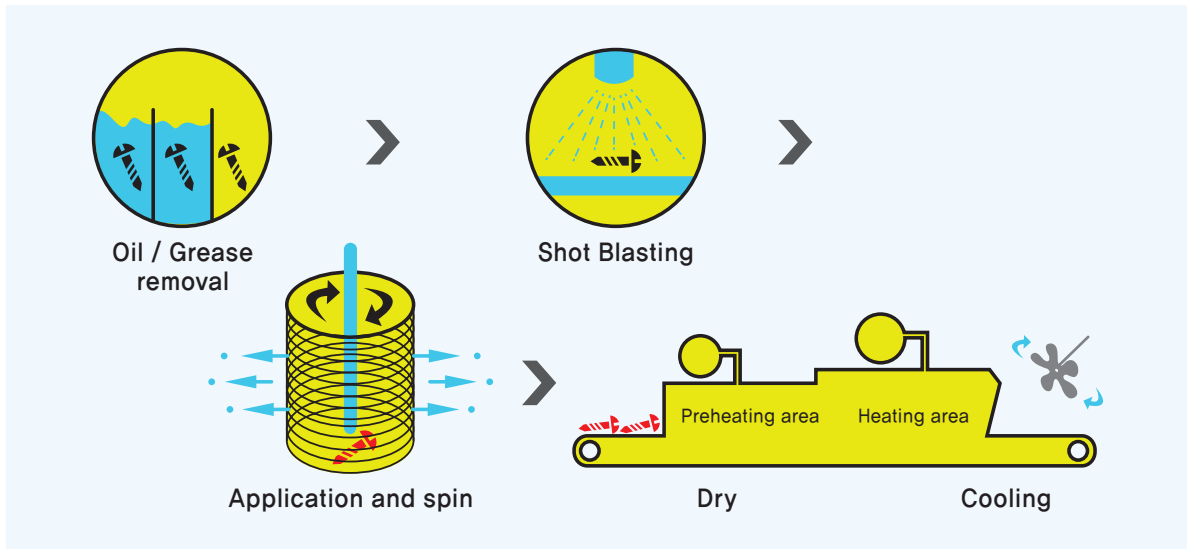 Oil / Grease
removal
Shot Blasting
Application and spin
Preheating area
Heating area
Dry
Cooling